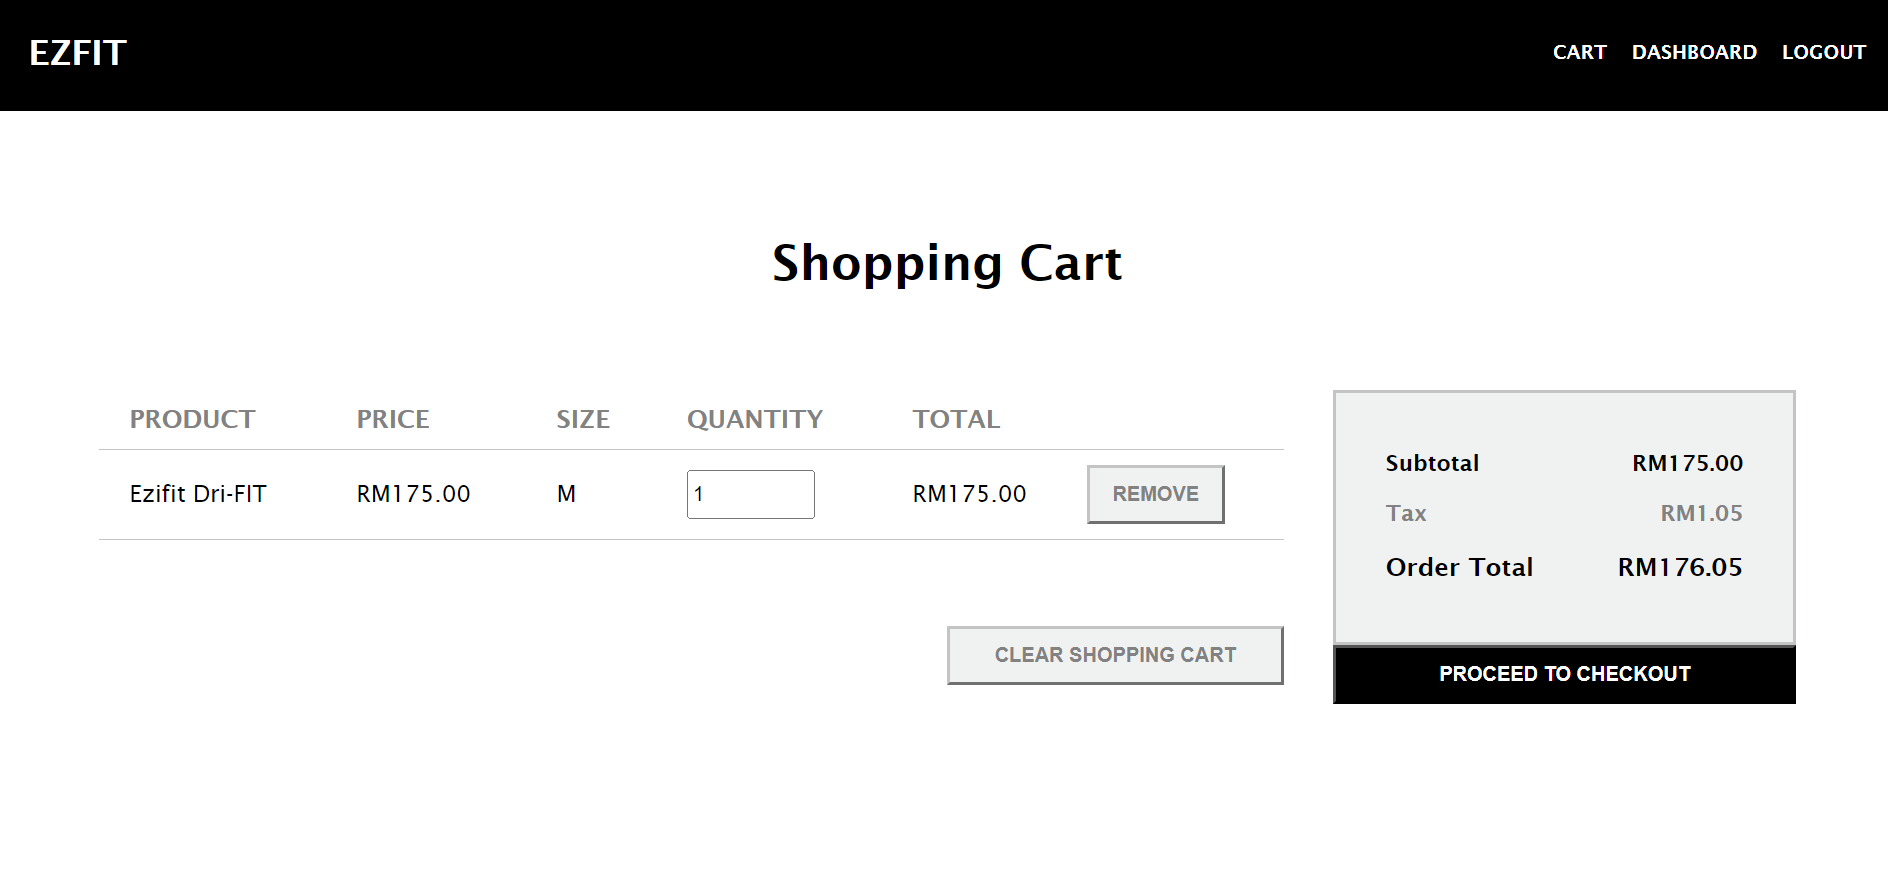 EZFIT CART DASHBOARD LOGOUT
Shopping Cart
PRODUCT PRICE SIZE QUANTITY TOTAL
Ezifit Dri-FIT RM175.00 M 1 RM175.00 REMOVE
CLEAR SHOPPING CART
Subtotal RM175.00
Tax RM1.05
Order Total RM176.05
PROCEED TO CHECKOUT